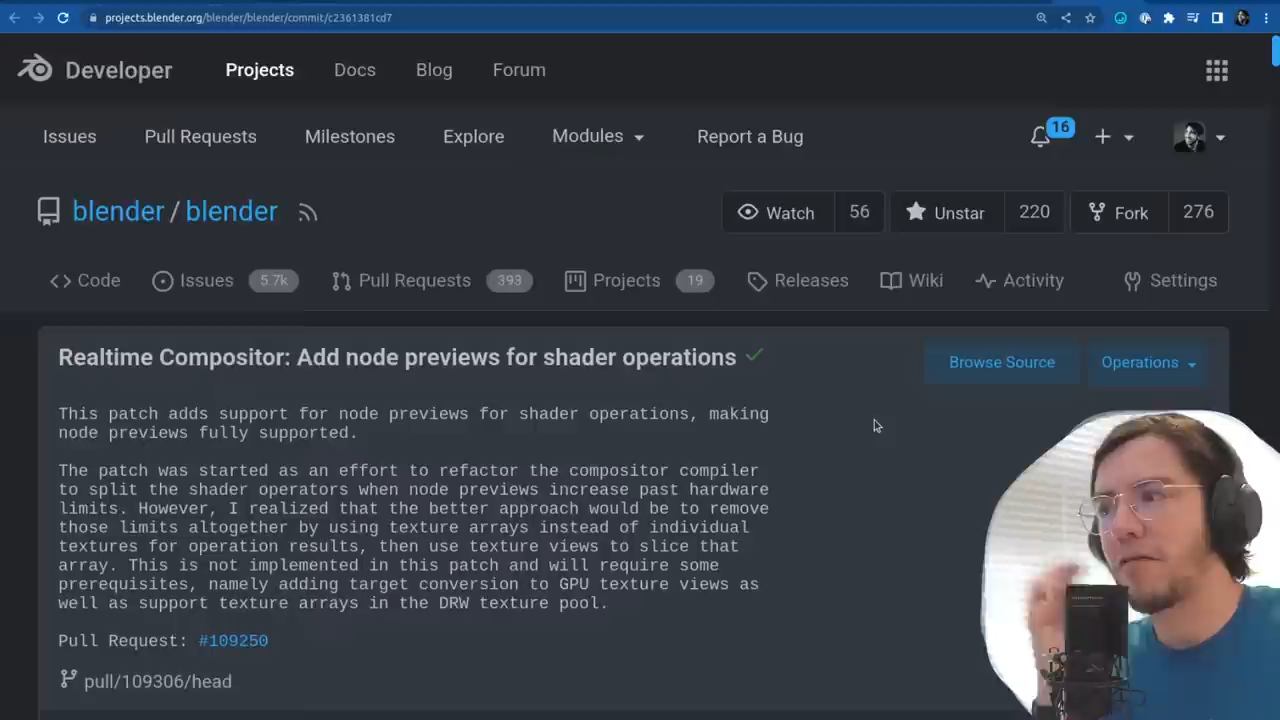 projects.blender.org/blender/blender/commit/c2361381cd7
Developer Projects Docs Blog Forum
Issues Pull Requests Milestones Explore Modules Report a Bug 16
blender / blender Watch 56 Unstar 220 Fork 276
Code Issues 5.7k Pull Requests 393 Projects 19 Releases Wiki Activity Settings
Realtime Compositor: Add node previews for shader operations Browse Source Operations
This patch adds support for node previews for shader operations, making
node previews fully supported.
The patch was started as an effort to refactor the compositor compiler
to split the shader operators when node previews increase past hardware
limits. However, I realized that the better approach would be to remove
those limits altogether by using texture arrays instead of individual
textures for operation results, then use texture views to slice that
array. This is not implemented in this patch and will require some
prerequisites, namely adding target conversion to GPU texture views as
well as support texture arrays in the DRW texture pool.
Pull Request: #109250
pull/109306/head